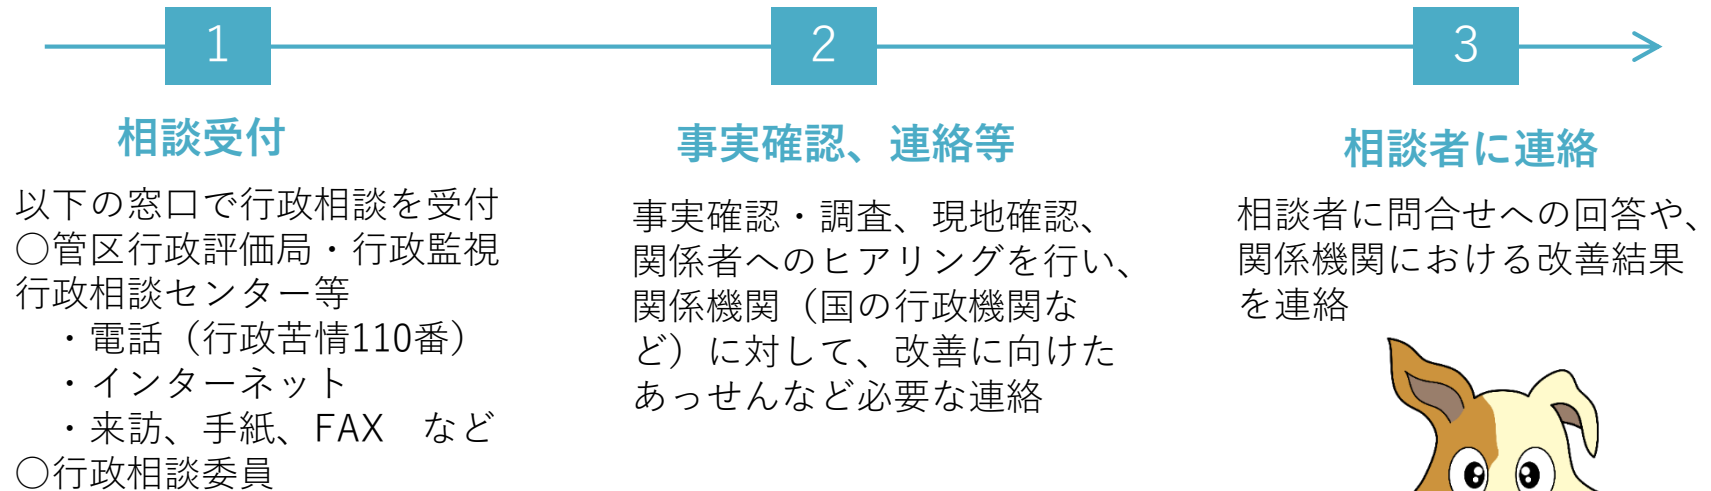 1
相談受付
以下の窓口で行政相談を受付
〇管区行政評価局・行政監視
行政相談センター等
・電話（行政苦情110番）
・インターネット
・来訪、手紙、FAX　など
〇行政相談委員
2
事実確認、連絡等
事実確認・調査、現地確認、
関係者へのヒアリングを行い、
関係機関（国の行政機関な
ど）に対して、改善に向けた
あっせんなど必要な連絡
3
相談者に連絡
相談者に問合せへの回答や、
関係機関における改善結果
を連絡